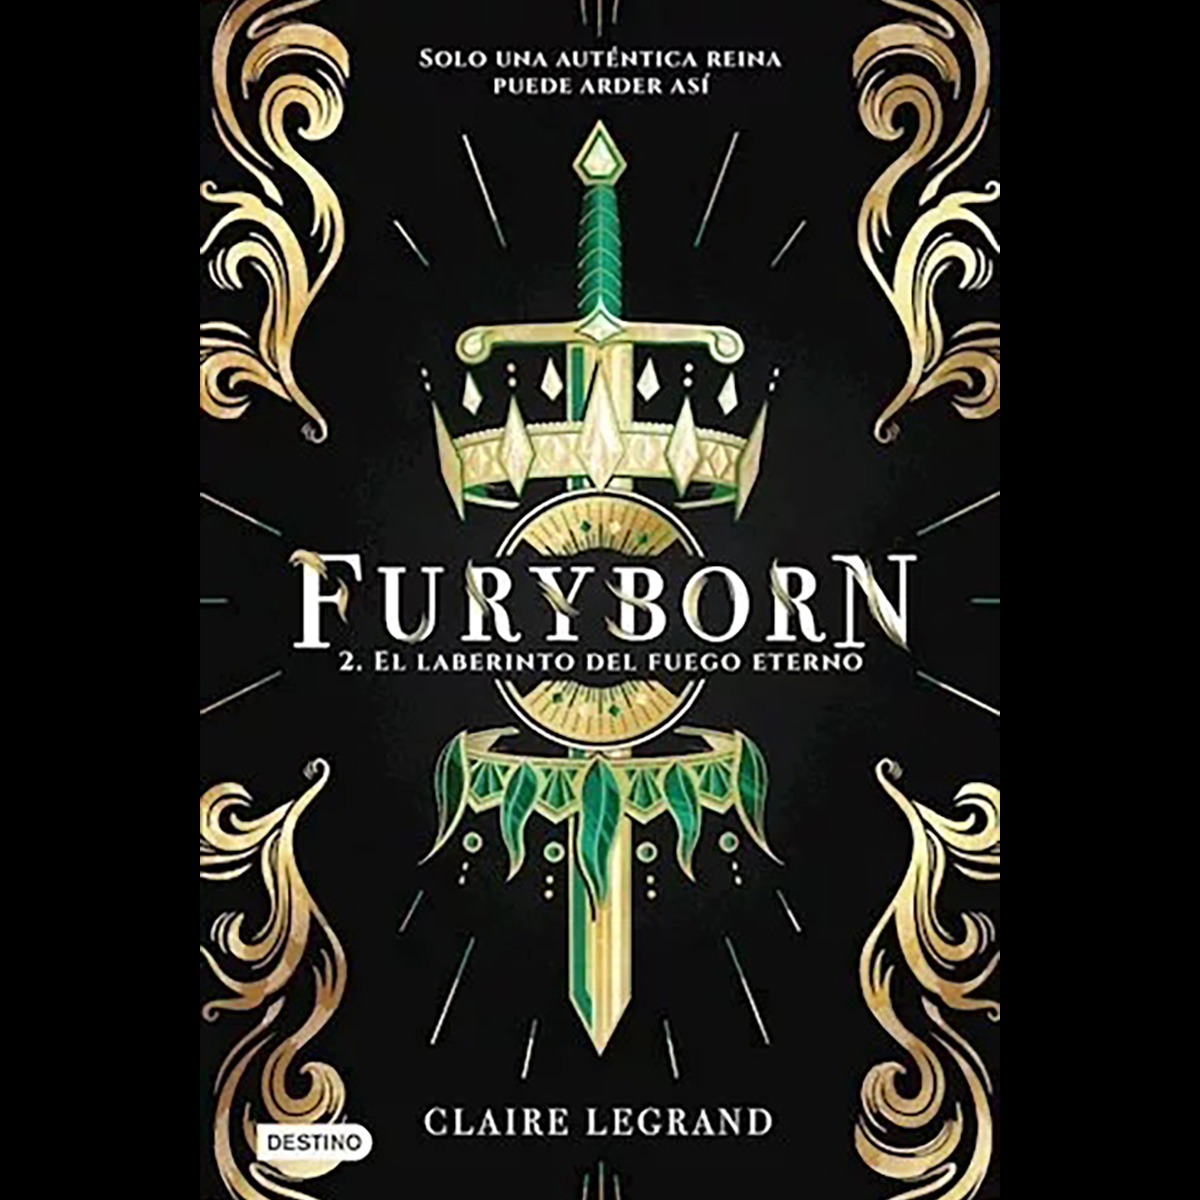 SOLO UNA AUTÉNTICA REINA
PUEDE ARDER ASÍ
FURYBORN
2. EL LABERINTO DEL FUEGO ETERNO
CLAIRE LEGRAND
DESTINO